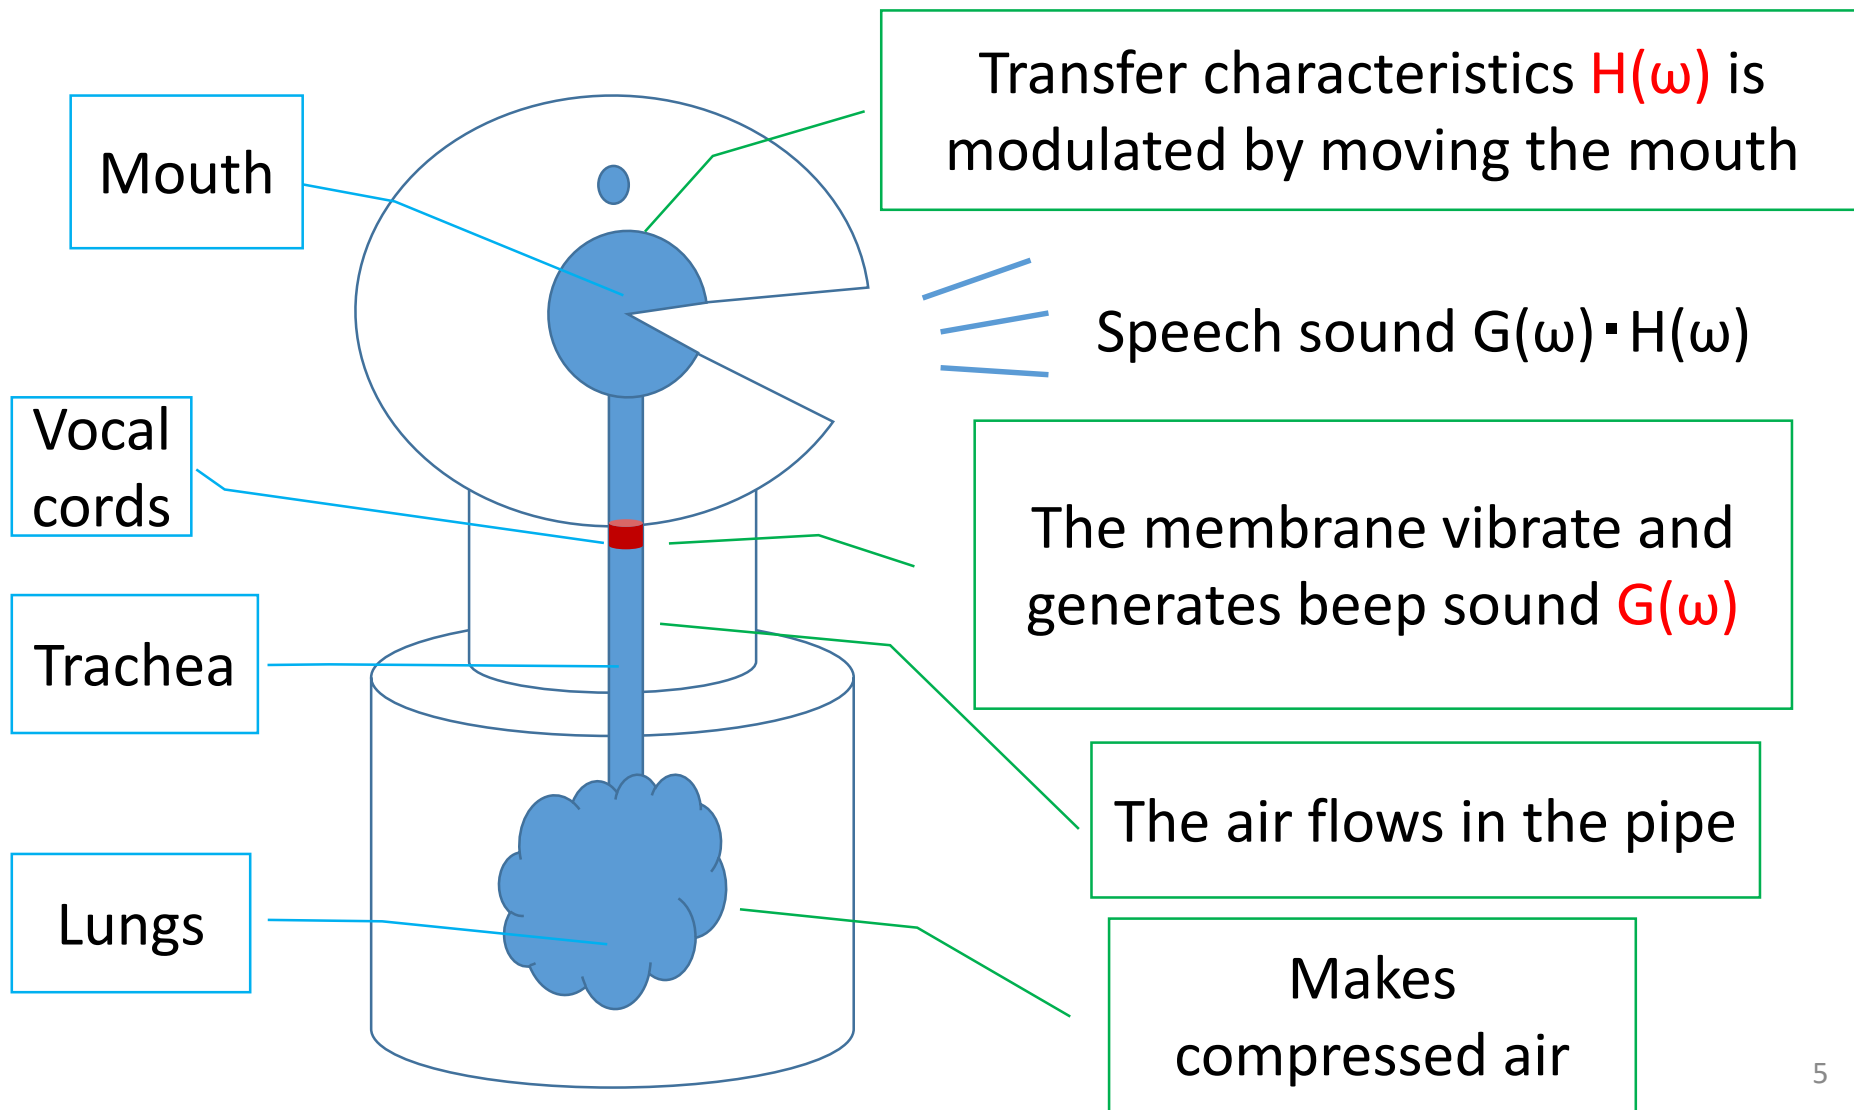 Transfer characteristics H(ω) is
modulated by moving the mouth
Mouth
Speech sound G(ω)･H(ω)
Vocal
cords
The membrane vibrate and
generates beep sound G(ω)
Trachea
The air flows in the pipe
Lungs
Makes
compressed air
5